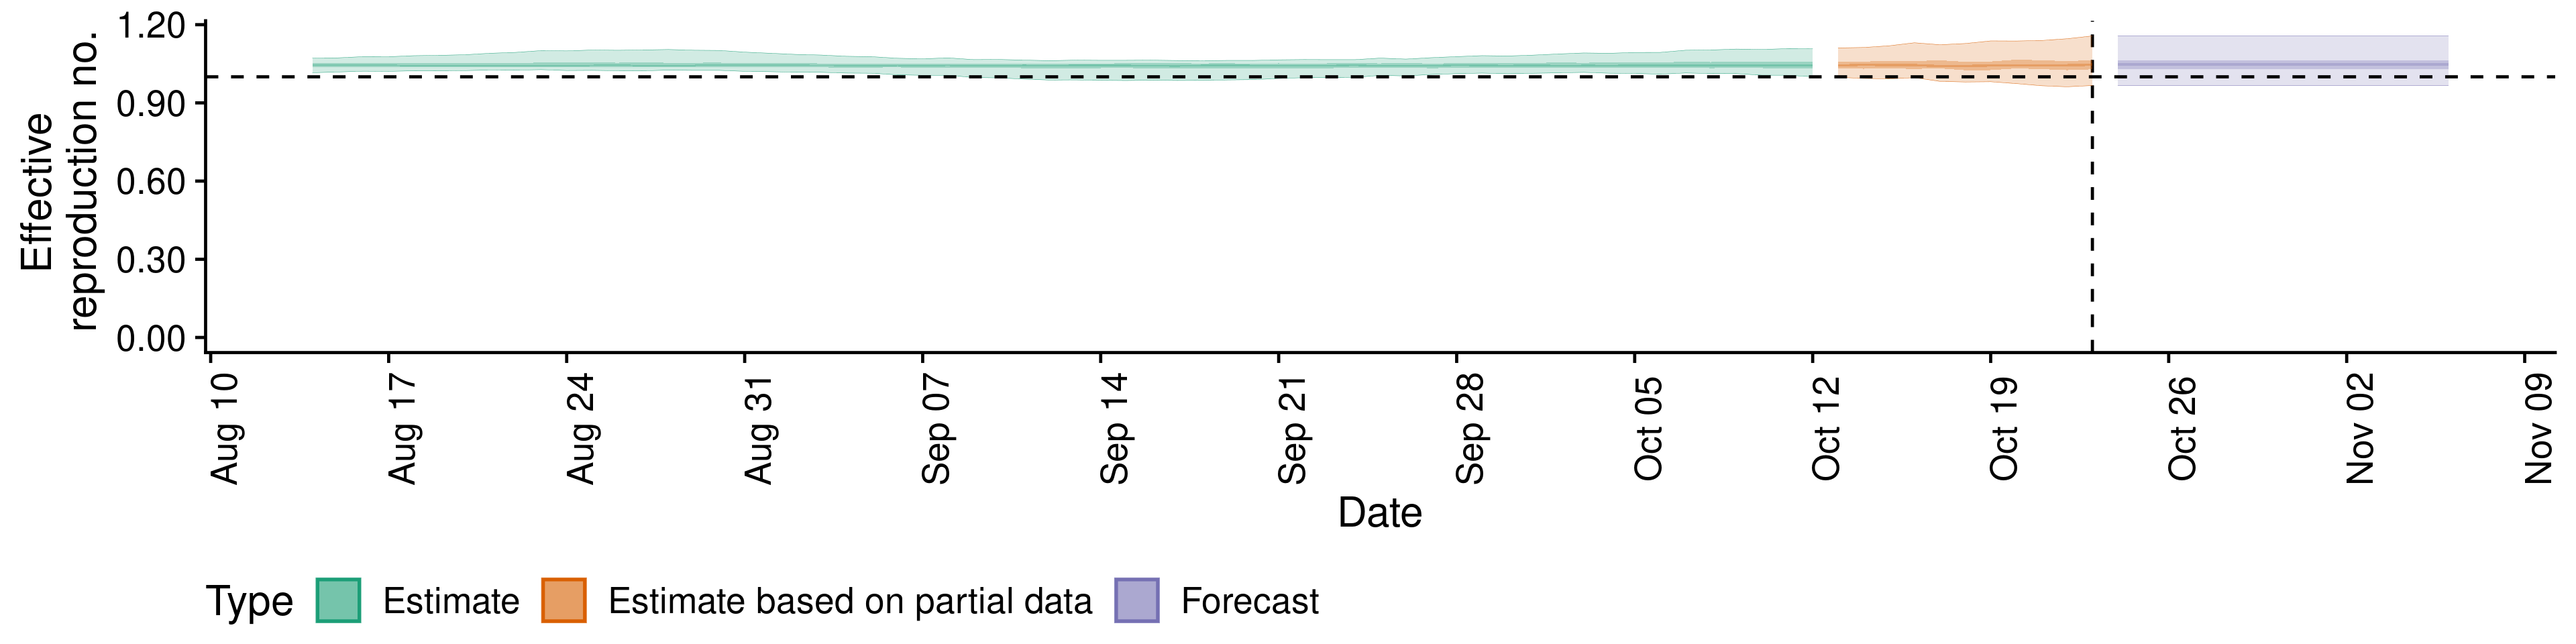 Effective
reproduction no.
1.20
0.90
0.60
0.30
0.00
Aug 10
Aug 17
Aug 24
Aug 31
Sep 07
Sep 14
Sep 21
Sep 28
Oct 05
Oct 12
Oct 19
Oct 26
Nov 02
Nov 09
Date
Type Estimate Estimate based on partial data Forecast